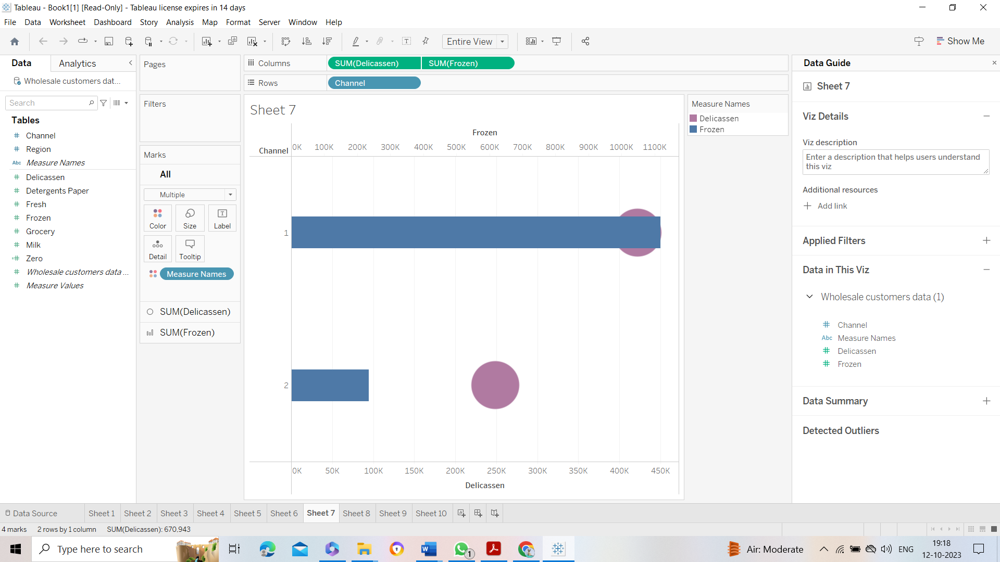 Tableau - Book1[1] [Read-Only] - Tableau license expires in 14 days
File Data Worksheet Dashboard Story Analysis Map Format Server Window Help
Entire View
Show Me
Data
Analytics
Wholesale customers dat...
Search
Tables
Channel
Region
Abc Measure Names
Delicassen
Detergents Paper
Fresh
Frozen
Grocery
Milk
Zero
Wholesale customers data ...
Measure Values
Pages
Filters
Marks
All
Multiple
Color Size Label
Detail Tooltip
Measure Names
SUM(Delicassen)
SUM(Frozen)
Columns SUM(Delicassen) SUM(Frozen)
Rows Channel
Sheet 7
Frozen
Channel
0K 100K 200K 300K 400K 500K 600K 700K 800K 900K 1000K 1100K
1
2
0K 50K 100K 150K 200K 250K 300K 350K 400K 450K
Delicassen
Measure Names
Delicassen
Frozen
Data Guide
Sheet 7
Viz Details
Viz description
Enter a description that helps users understand
this viz
Additional resources
Add link
Applied Filters
Data in This Viz
Wholesale customers data (1)
Channel
Abc Measure Names
Delicassen
Frozen
Data Summary
Detected Outliers
Data Source Sheet 1 Sheet 2 Sheet 3 Sheet 4 Sheet 5 Sheet 6 Sheet 7 Sheet 8 Sheet 9 Sheet 10
4 marks 2 rows by 1 column SUM(Delicassen): 670,943
Type here to search
1
Air: Moderate
ENG
19:18
12-10-2023